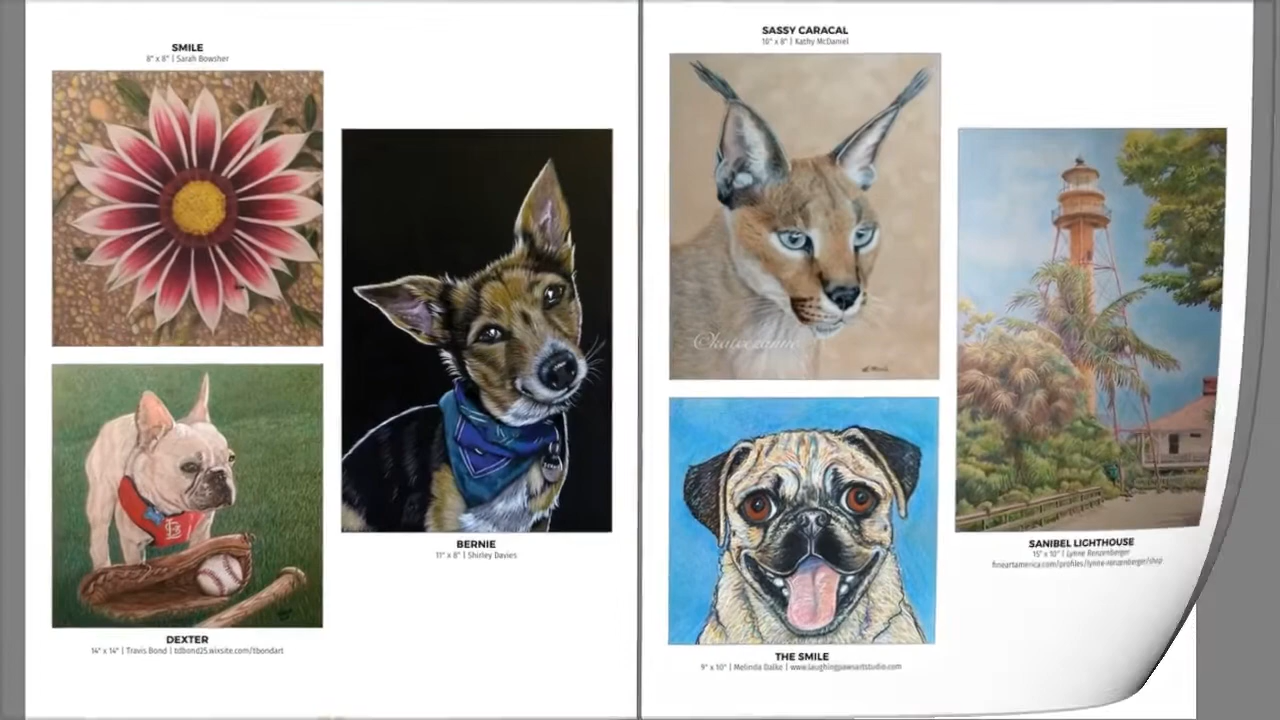 SMILE
8" x 8" | Sarah Bowsher
DEXTER
14" x 14" | Travis Bond | tdbond25.wixsite.com/tbondart
BERNIE
11" x 8" | Shirley Davies
SASSY CARACAL
10" x 8" | Kathy McDaniel
©katvezanne
THE SMILE
9" x 10" | Melinda Dalke | www.laughingpawsartstudio.com
SANIBEL LIGHTHOUSE
15" x 10" | Lynne Renzenberger
fineartamerica.com/profiles/lynne-renzenberger/shop